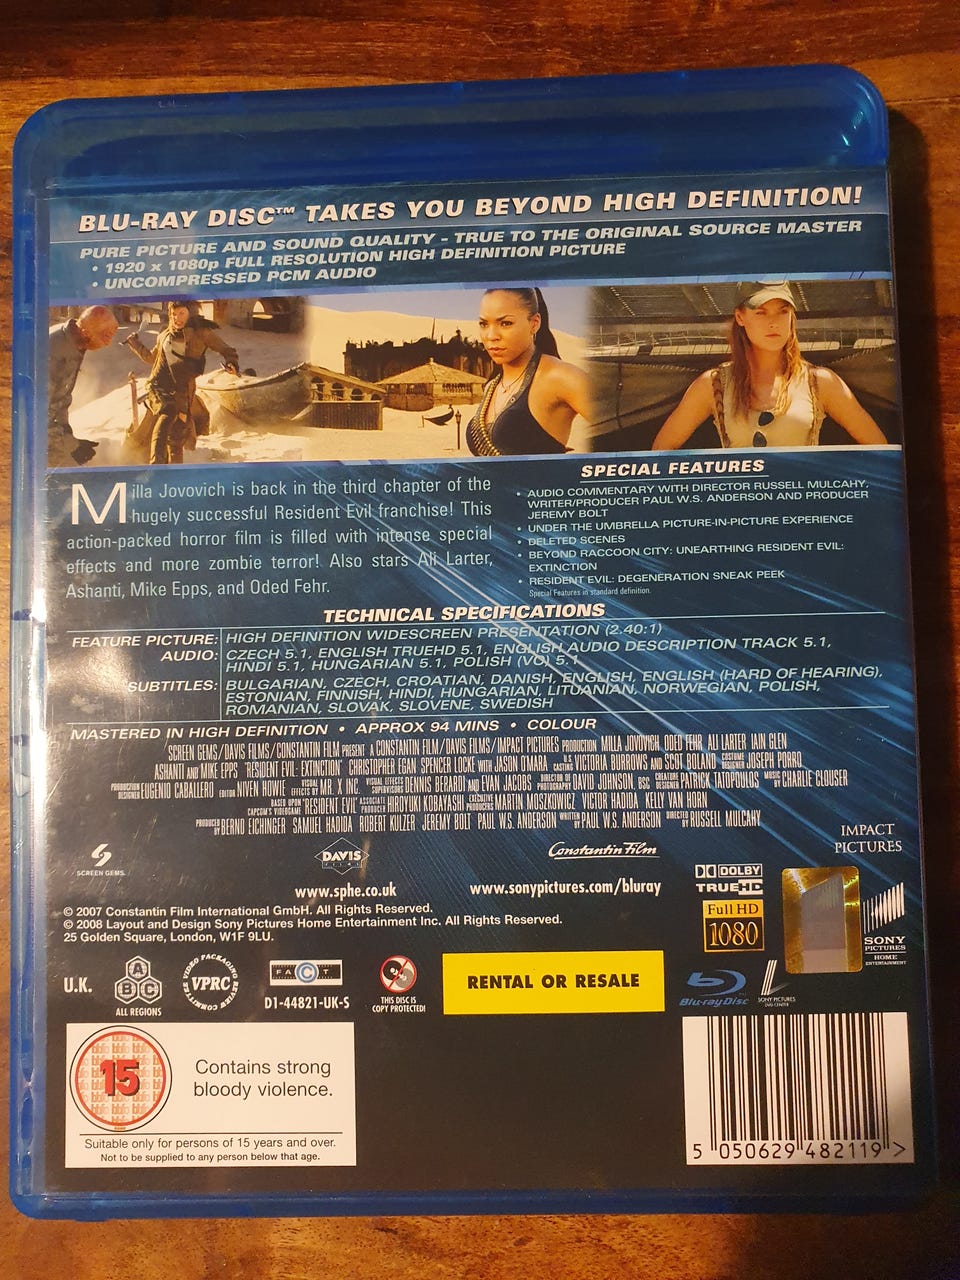 BLU-RAY DISC™ TAKES YOU BEYOND HIGH DEFINITION!
PURE PICTURE AND SOUND QUALITY - TRUE TO THE ORIGINAL SOURCE MASTER
• 1920 x 1080p FULL RESOLUTION HIGH DEFINITION PICTURE
• UNCOMPRESSED PCM AUDIO
Milla Jovovich is back in the third chapter of the
hugely successful Resident Evil franchise! This
action-packed horror film is filled with intense special
effects and more zombie terror! Also stars Ali Larter,
Ashanti, Mike Epps, and Oded Fehr.
SPECIAL FEATURES
• AUDIO COMMENTARY WITH DIRECTOR RUSSELL MULCAHY,
WRITER/PRODUCER PAUL W.S. ANDERSON AND PRODUCER
JEREMY BOLT
• UNDER THE UMBRELLA PICTURE-IN-PICTURE EXPERIENCE
• DELETED SCENES
• BEYOND RACCOON CITY: UNEARTHING RESIDENT EVIL:
EXTINCTION
• RESIDENT EVIL: DEGENERATION SNEAK PEEK
Special Features in standard definition.
TECHNICAL SPECIFICATIONS
FEATURE PICTURE: HIGH DEFINITION WIDESCREEN PRESENTATION (2.40:1)
AUDIO: CZECH 5.1, ENGLISH TRUEHD 5.1, ENGLISH AUDIO DESCRIPTION TRACK 5.1,
HINDI 5.1, HUNGARIAN 5.1, POLISH (VO) 5.1
SUBTITLES: BULGARIAN, CZECH, CROATIAN, DANISH, ENGLISH, ENGLISH (HARD OF HEARING),
ESTONIAN, FINNISH, HINDI, HUNGARIAN, LITUANIAN, NORWEGIAN, POLISH,
ROMANIAN, SLOVAK, SLOVENE, SWEDISH
MASTERED IN HIGH DEFINITION • APPROX 94 MINS • COLOUR
SCREEN GEMS/DAVIS FILMS/CONSTANTIN FILM PRESENT A CONSTANTIN FILM/DAVIS FILMS/IMPACT PICTURES PRODUCTION MILLA JOVOVICH ODED FEHR ALI LARTER IAIN GLEN
ASHANTI AND MIKE EPPS "RESIDENT EVIL: EXTINCTION" CHRISTOPHER EGAN SPENCER LOCKE WITH JASON O'MARA U.S. CASTING VICTORIA BURROWS AND SCOT BOLAND COSTUME DESIGNER JOSEPH PORRO
PRODUCTION DESIGNER EUGENIO CABALLERO EDITOR NIVEN HOWIE VISUAL EFFECTS BY MR. X INC. VISUAL EFFECTS SUPERVISORS DENNIS BERARDI AND EVAN JACOBS DIRECTOR OF PHOTOGRAPHY DAVID JOHNSON, BSC CREATURE DESIGNER PATRICK TATOPOULOS MUSIC BY CHARLIE CLOUSER
BASED UPON CAPCOM'S VIDEOGAME "RESIDENT EVIL" ASSOCIATE PRODUCER HIROYUKI KOBAYASHI EXECUTIVE PRODUCERS MARTIN MOSZKOWICZ VICTOR HADIDA KELLY VAN HORN
PRODUCED BY BERND EICHINGER SAMUEL HADIDA ROBERT KULZER JEREMY BOLT PAUL W.S. ANDERSON WRITTEN BY PAUL W.S. ANDERSON DIRECTED BY RUSSELL MULCAHY
SCREEN GEMS
DAVIS
FILMS
Constantin Film
IMPACT
PICTURES
www.sphe.co.uk
www.sonypictures.com/bluray
DOLBY
TRUEHD
Full HD
1080
SONY
PICTURES
HOME
ENTERTAINMENT
© 2007 Constantin Film International GmbH. All Rights Reserved.
© 2008 Layout and Design Sony Pictures Home Entertainment Inc. All Rights Reserved.
25 Golden Square, London, W1F 9LU.
U.K.
A
B C
ALL REGIONS
VIDEO PACKAGING REVIEW COMMITTEE
VPRC
FACT
D1-44821-UK-S
THIS DISC IS
COPY PROTECTED!
RENTAL OR RESALE
Blu-ray Disc
SONY PICTURES
DVD CENTER
15
bbfc
Contains strong
bloody violence.
Suitable only for persons of 15 years and over.
Not to be supplied to any person below that age.
5 050629 482119 >